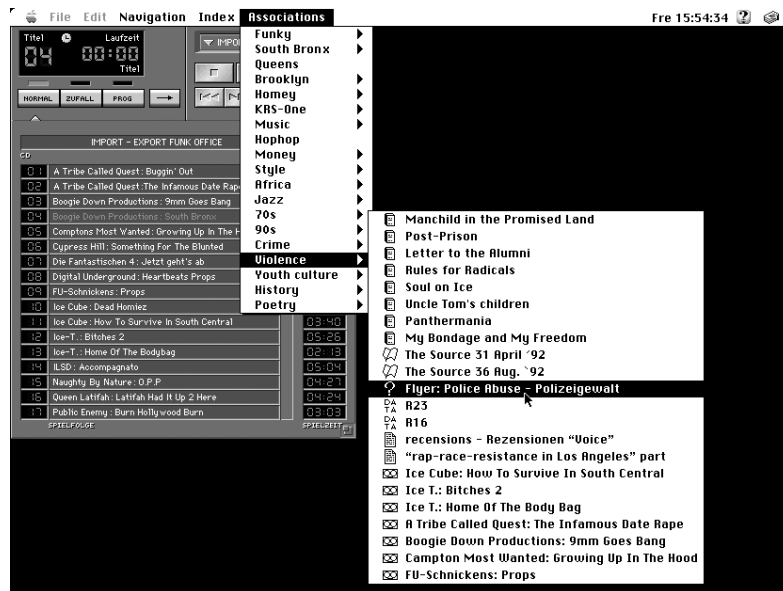 File Edit Navigation Index Associations Fre 15:54:34
Titel Laufzeit
04 00:00
Titel
NORMAL ZUFALL PROG
IMPO
IMPORT - EXPORT FUNK OFFICE
CD
01 A Tribe Called Quest: Buggin' Out
02 A Tribe Called Quest: The Infamous Date Rape
03 Boogie Down Productions: 9mm Goes Bang
04 Boogie Down Productions: South Bronx
05 Comptons Most Wanted: Growing Up In The H
06 Cypress Hill: Something For The Blunted
07 Die Fantastischen 4: Jetzt geht's ab
08 Digital Underground: Heartbeats Props
09 FU-Schnickens: Props
10 Ice Cube: Dead Homiez
11 Ice Cube: How To Survive In South Central 03:40
12 Ice-T.: Bitches 2 05:26
13 Ice-T.: Home Of The Bodybag 02:13
14 ILSD: Accompagnato 05:04
15 Naughty By Nature: O.P.P 04:27
16 Queen Latifah: Latifah Had It Up 2 Here 04:24
17 Public Enemy: Burn Hollywood Burn 03:03
SPIELFOLGE SPIELZEIT
Funky
South Bronx
Queens
Brooklyn
Homey
KRS-One
Music
Hophop
Money
Style
Africa
Jazz
70s
90s
Crime
Violence
Youth culture
History
Poetry
Manchild in the Promised Land
Post-Prison
Letter to the Alumni
Rules for Radicals
Soul on Ice
Uncle Tom's children
Panthermania
My Bondage and My Freedom
The Source 31 April ´92
The Source 36 Aug. `92
Flyer: Police Abuse - Polizeigewalt
DATA R23
DATA R16
recensions - Rezensionen "Voice"
"rap-race-resistance in Los Angeles" part
Ice Cube: How To Survive In South Central
Ice T.: Bitches 2
Ice T.: Home Of The Body Bag
A Tribe Called Quest: The Infamous Date Rape
Boogie Down Productions: 9mm Goes Bang
Campton Most Wanted: Growing Up In The Hood
FU-Schnickens: Props